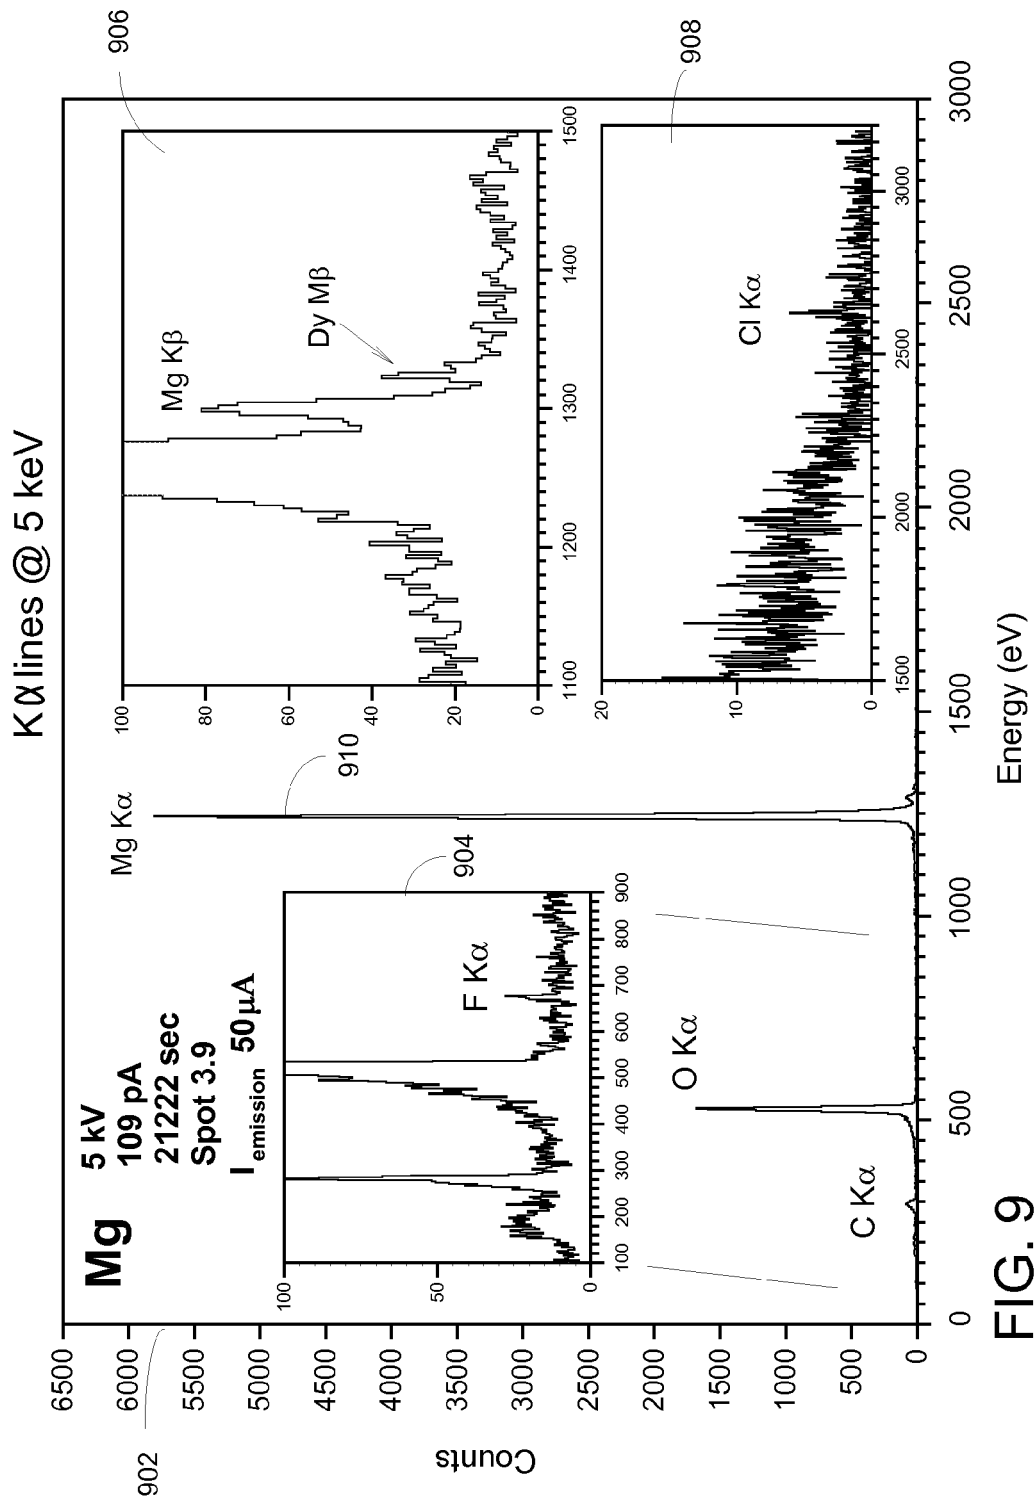 Kα lines @ 5 keV
902
904
906
908
910
Mg
5 kV
109 pA
21222 sec
Spot 3.9
I emission 50μA
Mg Kα
O Kα
C Kα
F Kα
Mg Kβ
Dy Mβ
Cl Kα
Counts
6500
6000
5500
5000
4500
4000
3500
3000
2500
2000
1500
1000
500
0
0 500 1000 1500 2000 2500 3000
Energy (eV)
100
50
0
100 200 300 400 500 600 700 800 900
100
80
60
40
20
0
1100 1200 1300 1400 1500
20
10
0
1500 2000 2500 3000
FIG. 9